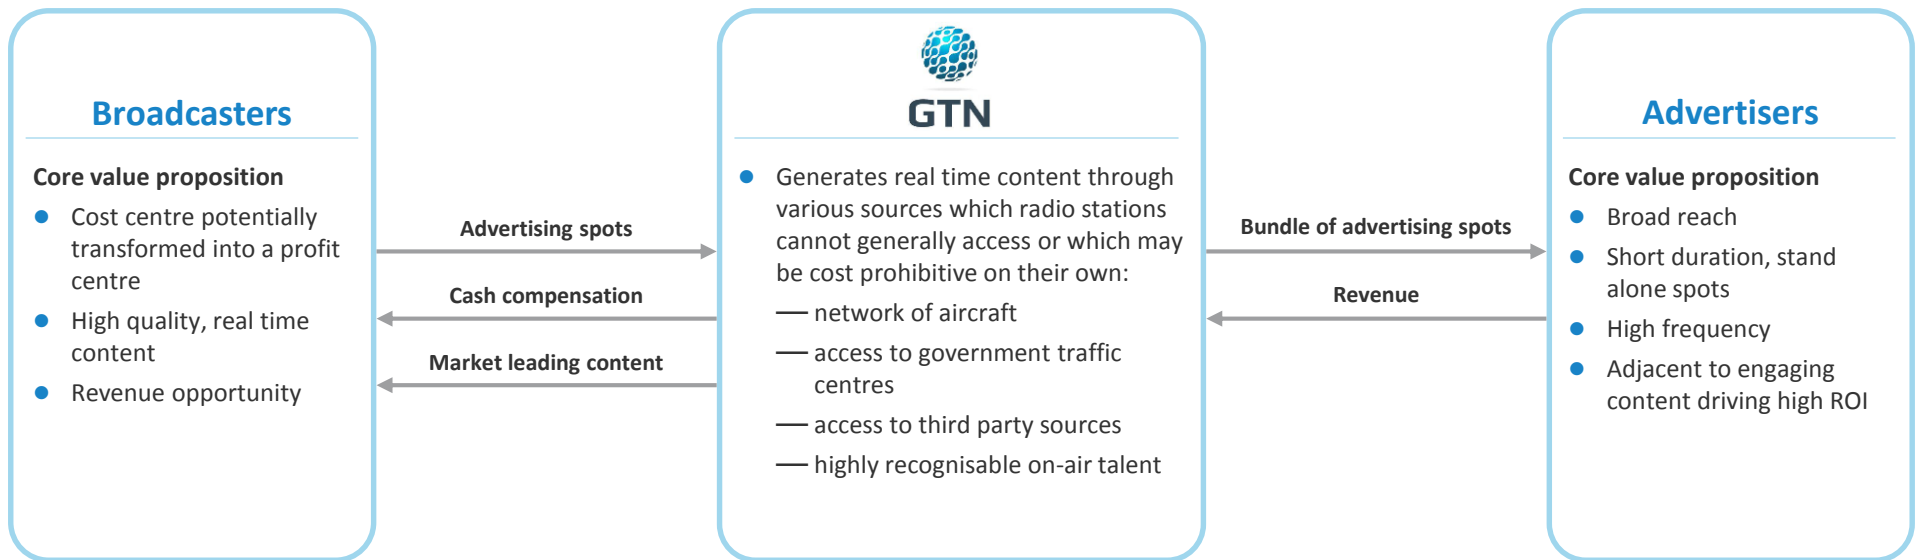 Broadcasters
Core value proposition
Cost centre potentially
transformed into a profit
centre
High quality, real time
content
Revenue opportunity
Advertising spots
Cash compensation
Market leading content
GTN
Generates real time content through
various sources which radio stations
cannot generally access or which may
be cost prohibitive on their own:
— network of aircraft
— access to government traffic
centres
— access to third party sources
— highly recognisable on-air talent
Bundle of advertising spots
Revenue
Advertisers
Core value proposition
Broad reach
Short duration, stand
alone spots
High frequency
Adjacent to engaging
content driving high ROI